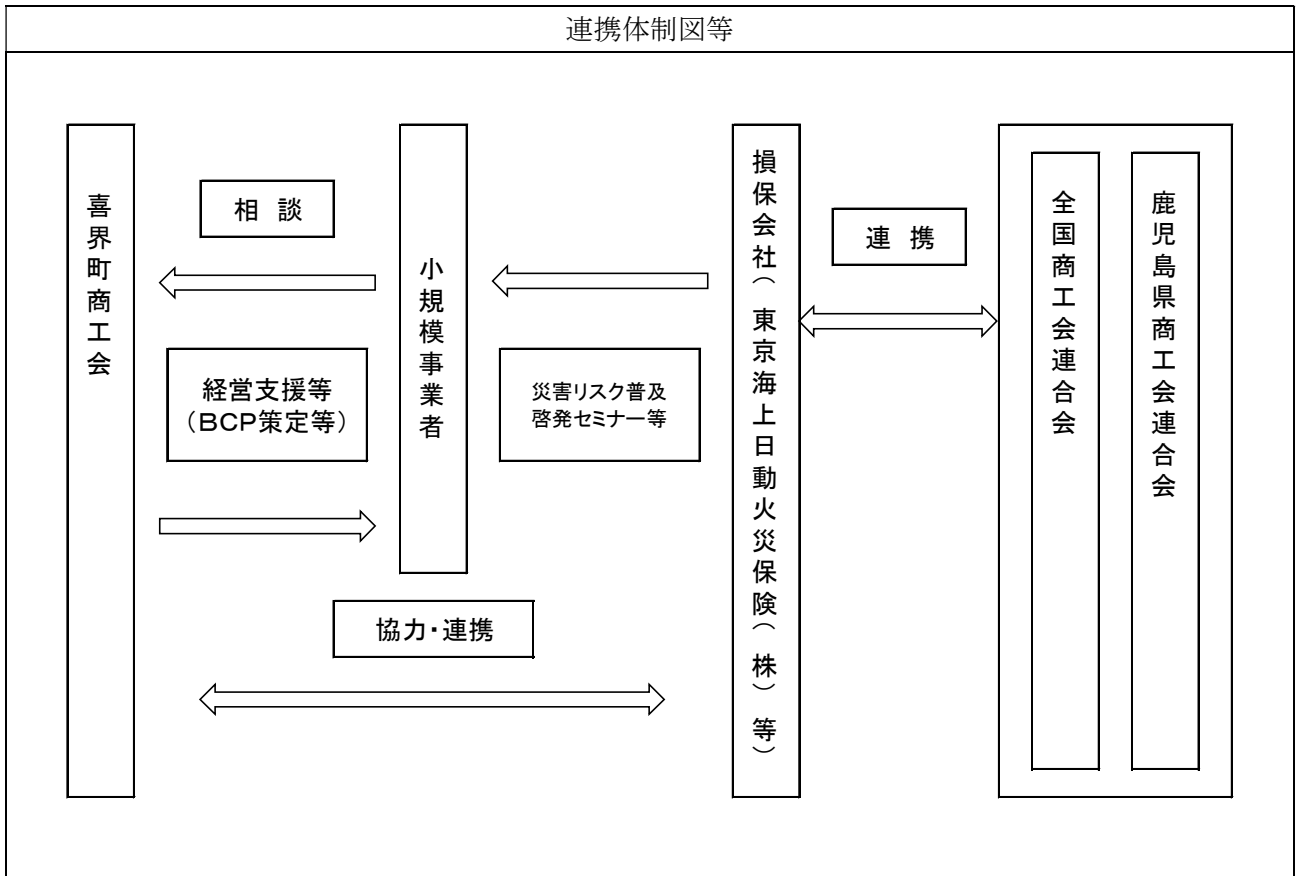 連携体制図等
喜界町商工会
相 談
経営支援等
（ＢＣＰ策定等）
小規模事業者
災害リスク普及
啓発セミナー等
協力・連携
損保会社（東京海上日動火災保険（株）等）
連 携
全国商工会連合会
鹿児島県商工会連合会